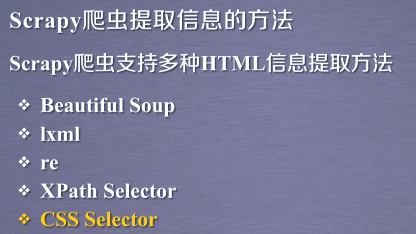 Scrapy爬虫提取信息的方法
Scrapy爬虫支持多种HTML信息提取方法
❖ Beautiful Soup
❖ lxml
❖ re
❖ XPath Selector
❖ CSS Selector